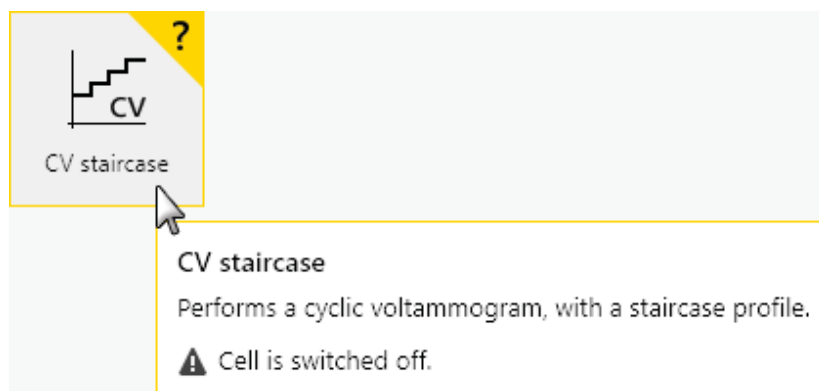 ?
CV
CV staircase
CV staircase
Performs a cyclic voltammogram, with a staircase profile.
Cell is switched off.